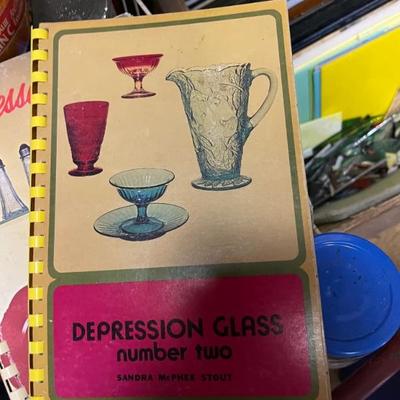 DEPRESSION GLASS
number two
SANDRA McPHEE STOUT